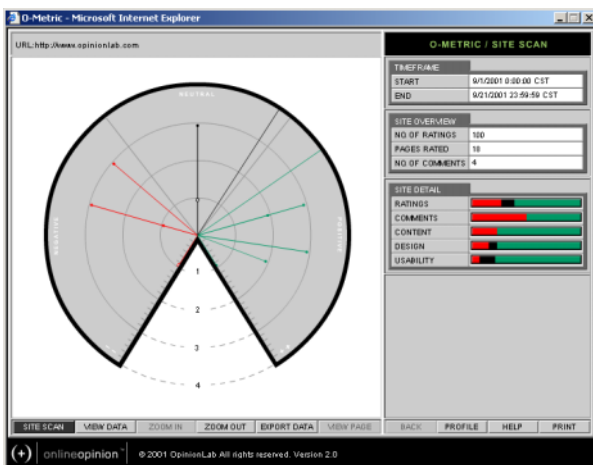 O-Metric - Microsoft Internet Explorer
URL:http://www.opinionlab.com
O-METRIC / SITE SCAN
TIMEFRAME
START 9/1/2001 0:00:00 CST
END 9/21/2001 23:59:59 CST
SITE OVERVIEW
NO. OF RATINGS 100
PAGES RATED 10
NO. OF COMMENTS 4
SITE DETAIL
RATINGS
COMMENTS
CONTENT
DESIGN
USABILITY
NEUTRAL
NEGATIVE
POSITIVE
0
1
2
3
4
SITE SCAN VIEW DATA ZOOM IN ZOOM OUT EXPORT DATA VIEW PAGE BACK PROFILE HELP PRINT
(+) onlineopinion™ © 2001 OpinionLab All rights reserved. Version 2.0